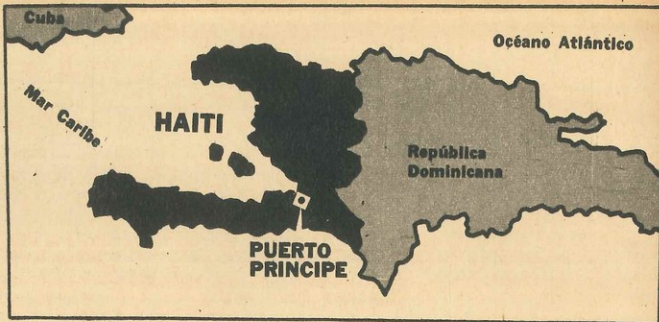 Cuba
Océano Atlántico
Mar Caribe
HAITI
República
Dominicana
PUERTO
PRINCIPE